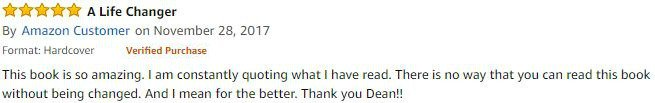 A Life Changer
By Amazon Customer on November 28, 2017
Format: Hardcover Verified Purchase
This book is so amazing. I am constantly quoting what I have read. There is no way that you can read this book
without being changed. And I mean for the better. Thank you Dean!!